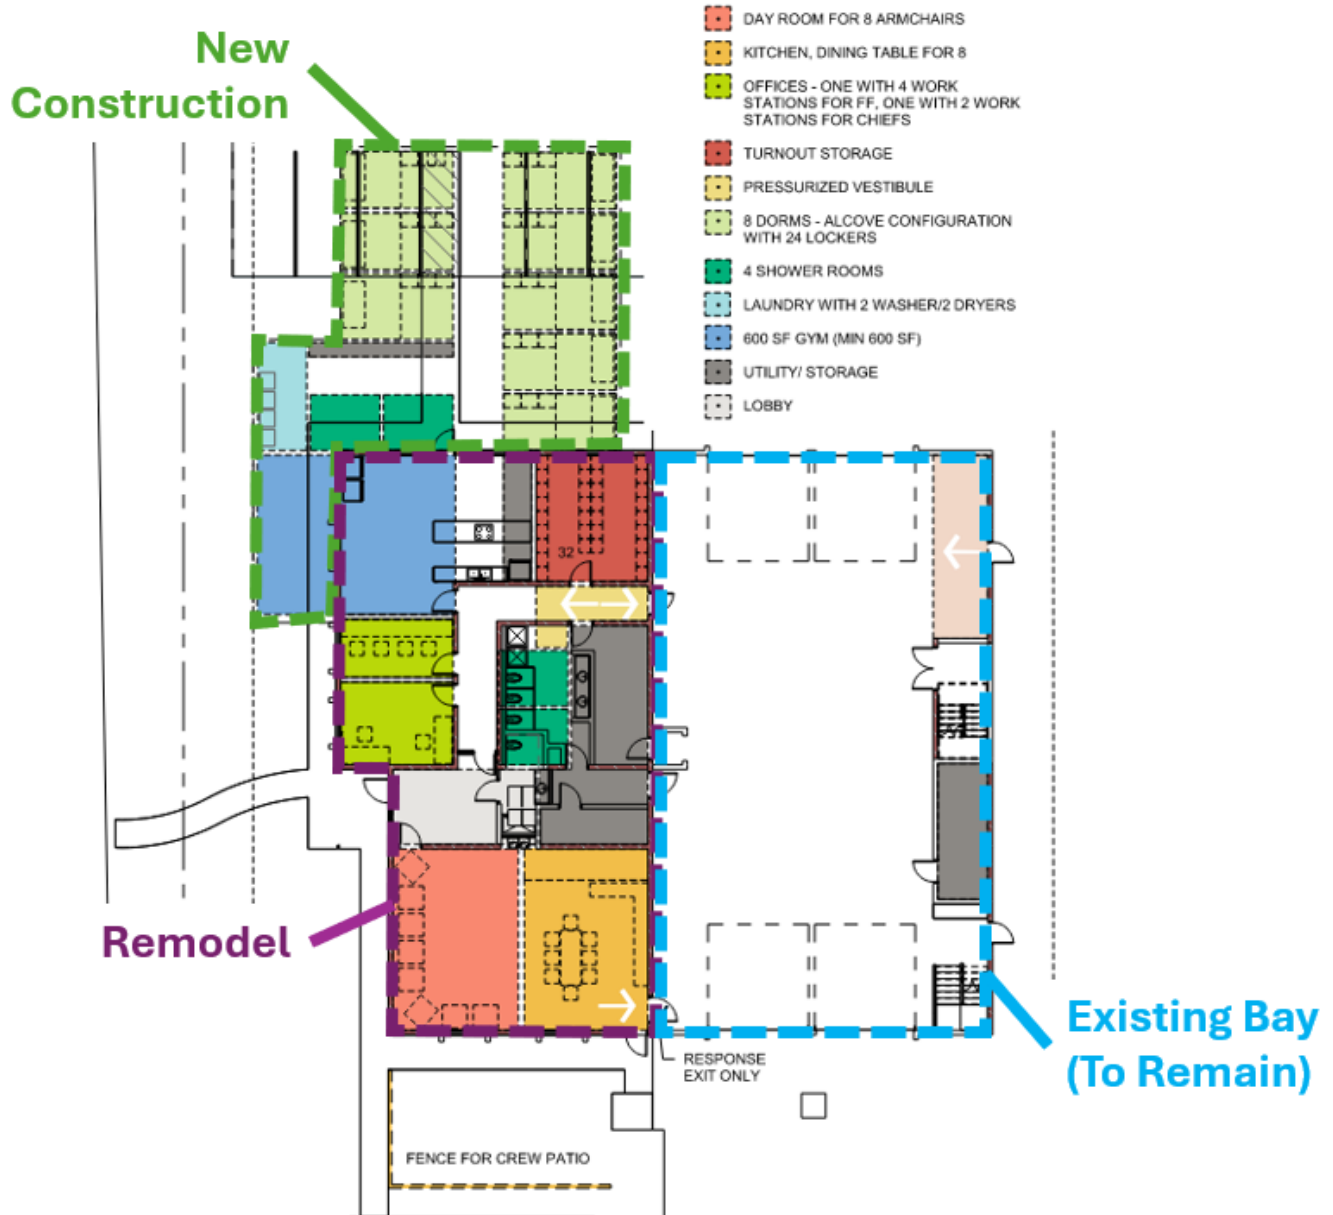 New
Construction
DAY ROOM FOR 8 ARMCHAIRS
KITCHEN, DINING TABLE FOR 8
OFFICES - ONE WITH 4 WORK
STATIONS FOR FF, ONE WITH 2 WORK
STATIONS FOR CHIEFS
TURNOUT STORAGE
PRESSURIZED VESTIBULE
8 DORMS - ALCOVE CONFIGURATION
WITH 24 LOCKERS
4 SHOWER ROOMS
LAUNDRY WITH 2 WASHER/2 DRYERS
600 SF GYM (MIN 600 SF)
UTILITY/ STORAGE
LOBBY
32
Remodel
Existing Bay
(To Remain)
RESPONSE
EXIT ONLY
FENCE FOR CREW PATIO